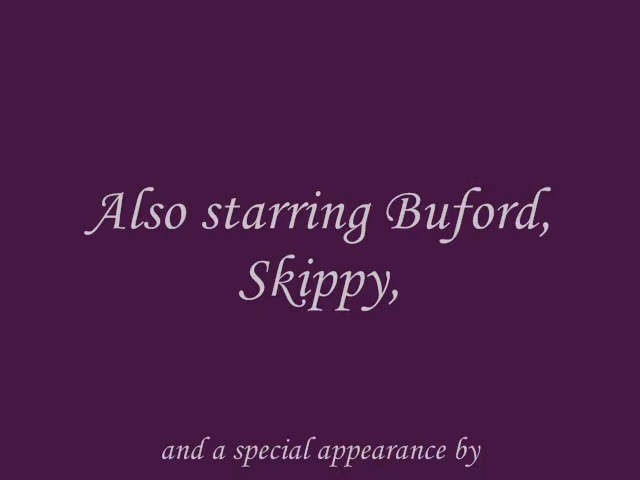 Also starring Buford,
Skippy,
and a special appearance by